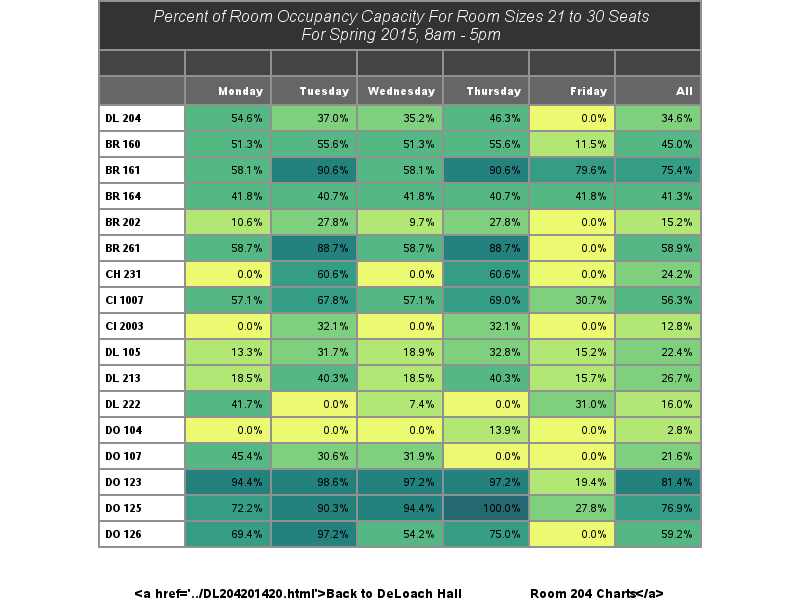 Percent of Room Occupancy Capacity For Room Sizes 21 to 30 Seats
For Spring 2015, 8am - 5pm
Monday Tuesday Wednesday Thursday Friday All
DL 204 54.6% 37.0% 35.2% 46.3% 0.0% 34.6%
BR 160 51.3% 55.6% 51.3% 55.6% 11.5% 45.0%
BR 161 58.1% 90.6% 58.1% 90.6% 79.6% 75.4%
BR 164 41.8% 40.7% 41.8% 40.7% 41.8% 41.3%
BR 202 10.6% 27.8% 9.7% 27.8% 0.0% 15.2%
BR 261 58.7% 88.7% 58.7% 88.7% 0.0% 58.9%
CH 231 0.0% 60.6% 0.0% 60.6% 0.0% 24.2%
CI 1007 57.1% 67.8% 57.1% 69.0% 30.7% 56.3%
CI 2003 0.0% 32.1% 0.0% 32.1% 0.0% 12.8%
DL 105 13.3% 31.7% 18.9% 32.8% 15.2% 22.4%
DL 213 18.5% 40.3% 18.5% 40.3% 15.7% 26.7%
DL 222 41.7% 0.0% 7.4% 0.0% 31.0% 16.0%
DO 104 0.0% 0.0% 0.0% 13.9% 0.0% 2.8%
DO 107 45.4% 30.6% 31.9% 0.0% 0.0% 21.6%
DO 123 94.4% 98.6% 97.2% 97.2% 19.4% 81.4%
DO 125 72.2% 90.3% 94.4% 100.0% 27.8% 76.9%
DO 126 69.4% 97.2% 54.2% 75.0% 0.0% 59.2%
<a href='../DL204201420.html'>Back to DeLoach Hall Room 204 Charts</a>